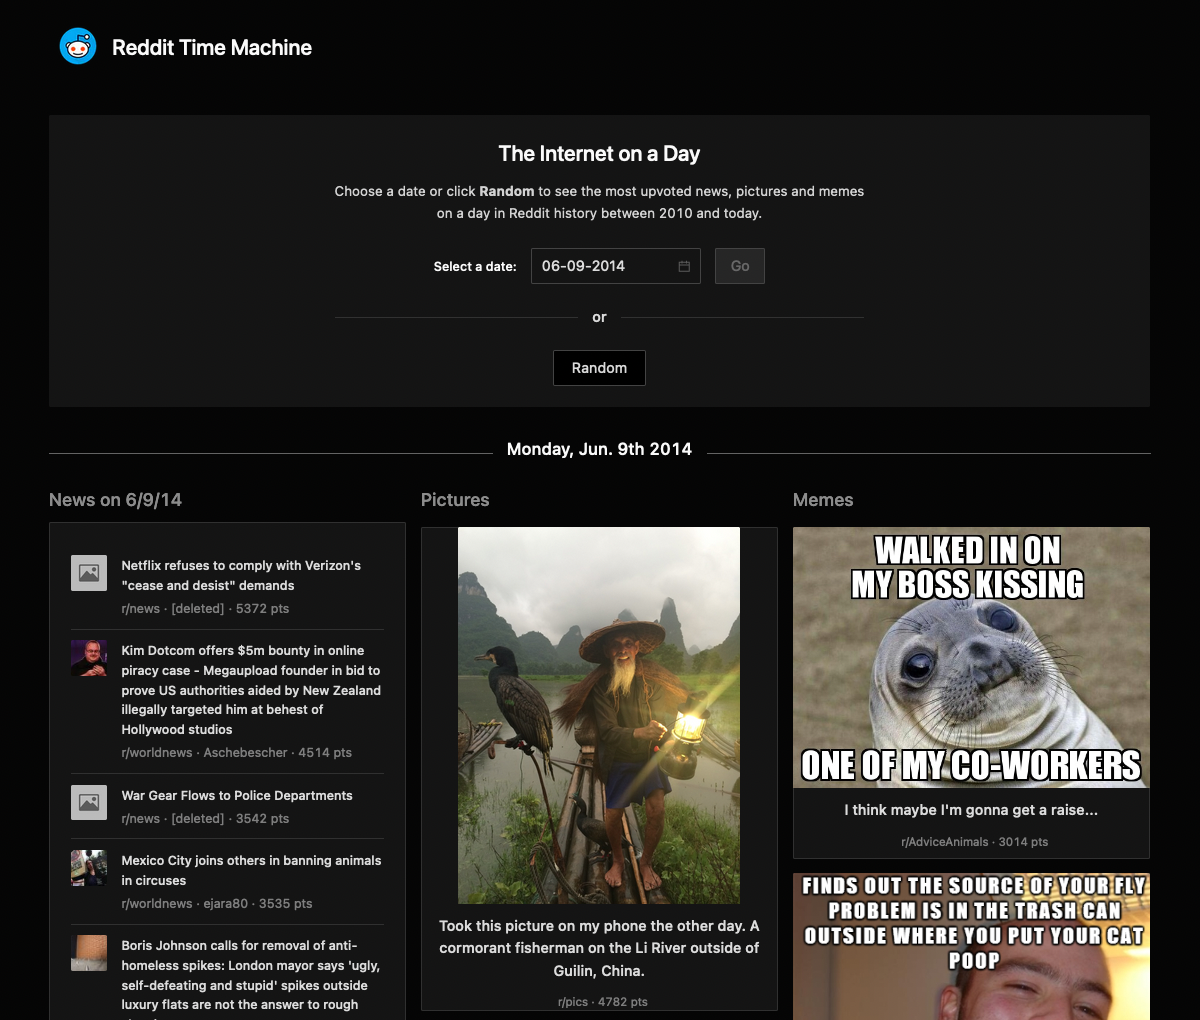 Reddit Time Machine
The Internet on a Day
Choose a date or click Random to see the most upvoted news, pictures and memes
on a day in Reddit history between 2010 and today.
Select a date:
06-09-2014
Go
or
Random
Monday, Jun. 9th 2014
News on 6/9/14
Netflix refuses to comply with Verizon's
"cease and desist" demands
r/news · [deleted] · 5372 pts
Kim Dotcom offers $5m bounty in online
piracy case - Megaupload founder in bid to
prove US authorities aided by New Zealand
illegally targeted him at behest of
Hollywood studios
r/worldnews · Aschebescher · 4514 pts
War Gear Flows to Police Departments
r/news · [deleted] · 3542 pts
Mexico City joins others in banning animals
in circuses
r/worldnews · ejara80 · 3535 pts
Boris Johnson calls for removal of anti-
homeless spikes: London mayor says 'ugly,
self-defeating and stupid' spikes outside
luxury flats are not the answer to rough
Pictures
Took this picture on my phone the other day. A
cormorant fisherman on the Li River outside of
Guilin, China.
r/pics · 4782 pts
Memes
WALKED IN ON
MY BOSS KISSING
ONE OF MY CO-WORKERS
I think maybe I'm gonna get a raise...
r/AdviceAnimals · 3014 pts
FINDS OUT THE SOURCE OF YOUR FLY
PROBLEM IS IN THE TRASH CAN
OUTSIDE WHERE YOU PUT YOUR CAT
POOP